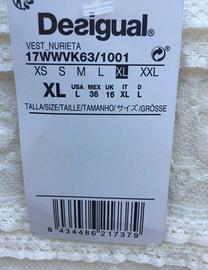 Desigual®
VEST_NURIETA
17WWVK63/1001
XS S M L XL XXL
XL
USA MEX UK IT D
L 36 16 XL L
TALLA/SIZE/TAILLE/TAMANHO/サイズ/GRÖSSE
8 434486 217379